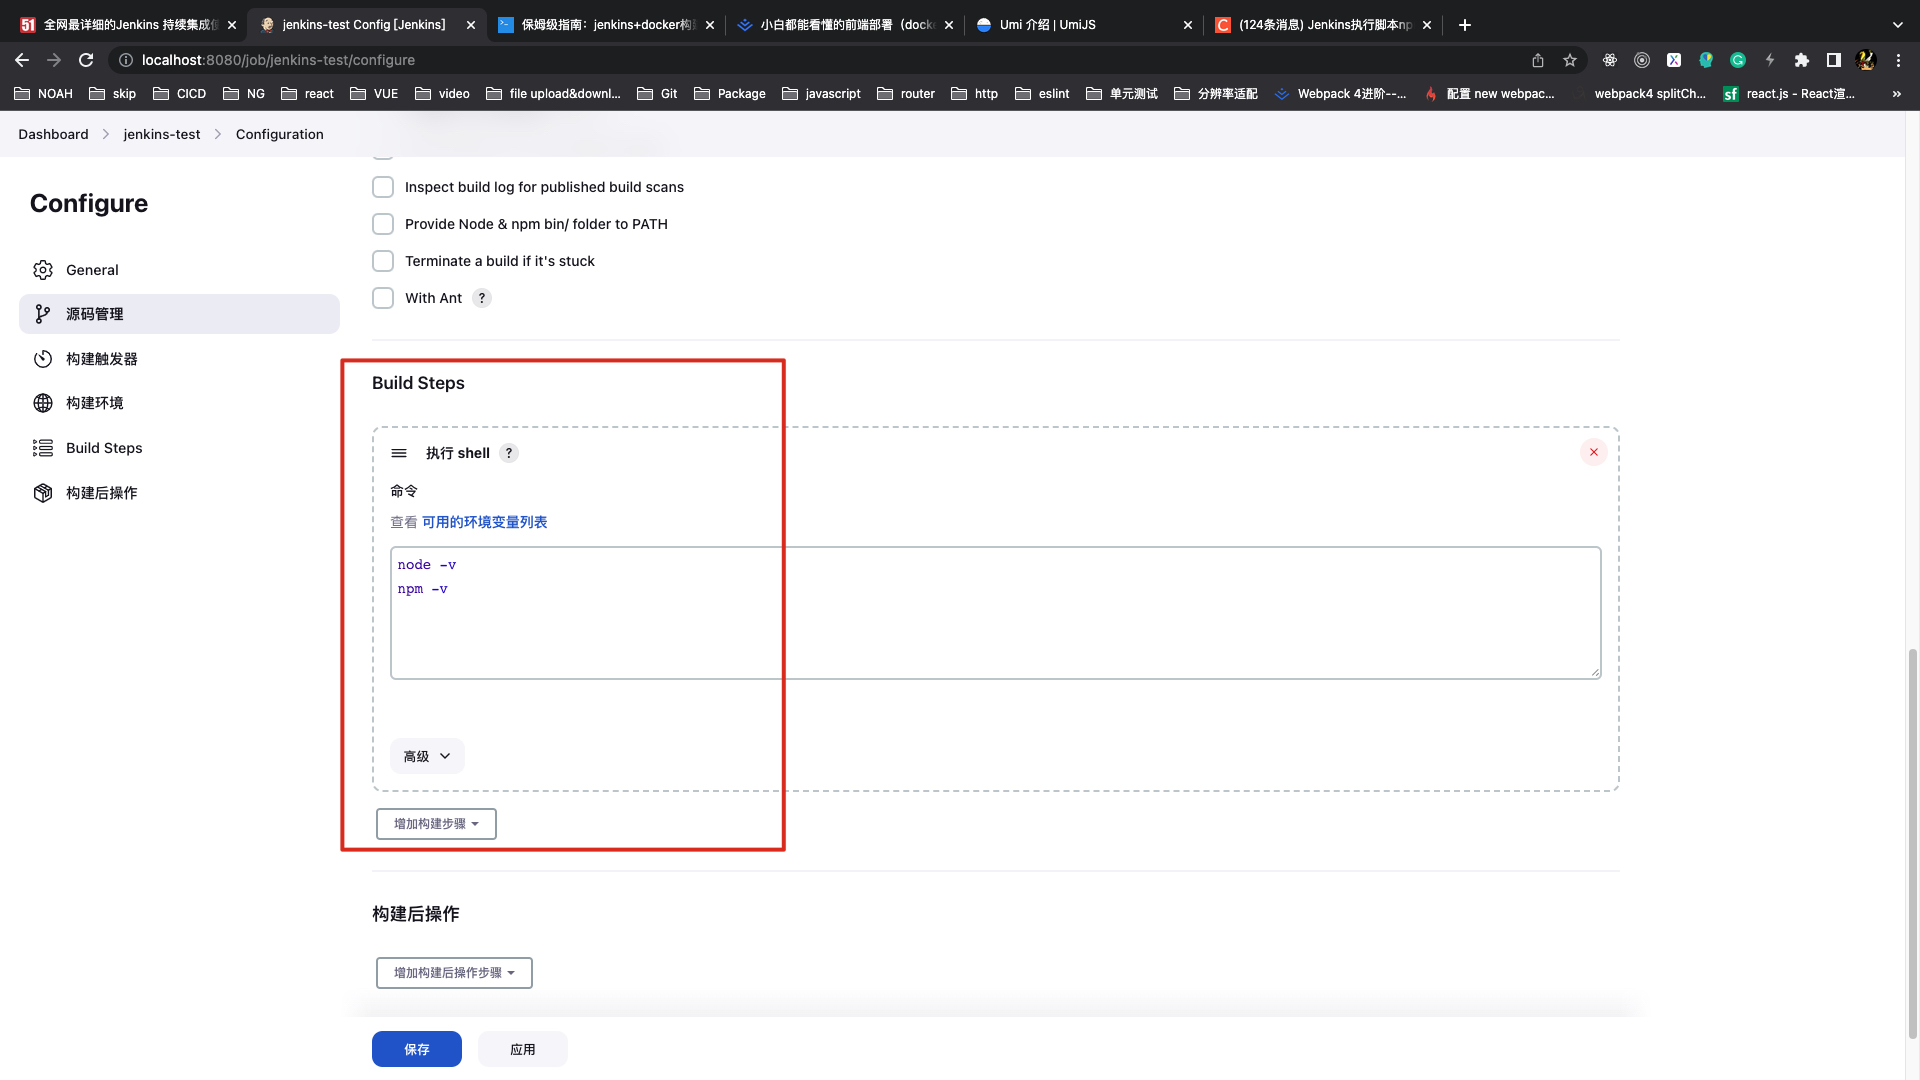 全网最详细的Jenkins 持续集成
jenkins-test Config [Jenkins]
保姆级指南：jenkins+docker构
小白都能看懂的前端部署（dock
Umi 介绍 | UmiJS
(124条消息) Jenkins执行脚本np
localhost:8080/job/jenkins-test/configure
NOAH
skip
CICD
NG
react
VUE
video
file upload&downl...
Git
Package
javascript
router
http
eslint
单元测试
分辨率适配
Webpack 4进阶--...
配置 new webpac...
webpack4 splitCh...
react.js - React渲...
Dashboard
jenkins-test
Configuration
Configure
General
源码管理
构建触发器
构建环境
Build Steps
构建后操作
Inspect build log for published build scans
Provide Node & npm bin/ folder to PATH
Terminate a build if it's stuck
With Ant ?
Build Steps
执行 shell ?
命令
查看 可用的环境变量列表
node -v
npm -v
高级
增加构建步骤
构建后操作
增加构建后操作步骤
保存
应用